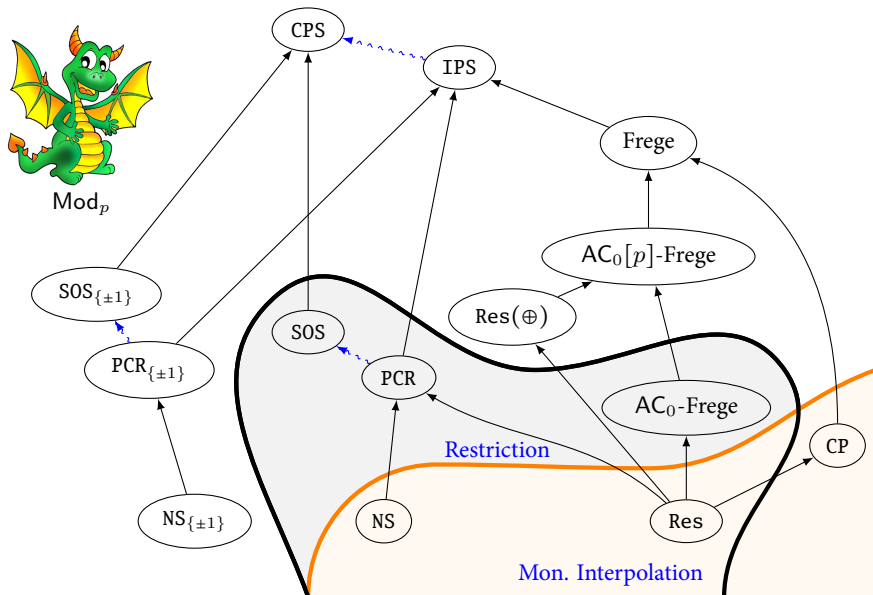 CPS
IPS
Frege
Mod_p
AC_0[p]-Frege
SOS_{±1}
Res(⊕)
SOS
PCR_{±1}
PCR
AC_0-Frege
Restriction
CP
NS_{±1}
NS
Res
Mon. Interpolation